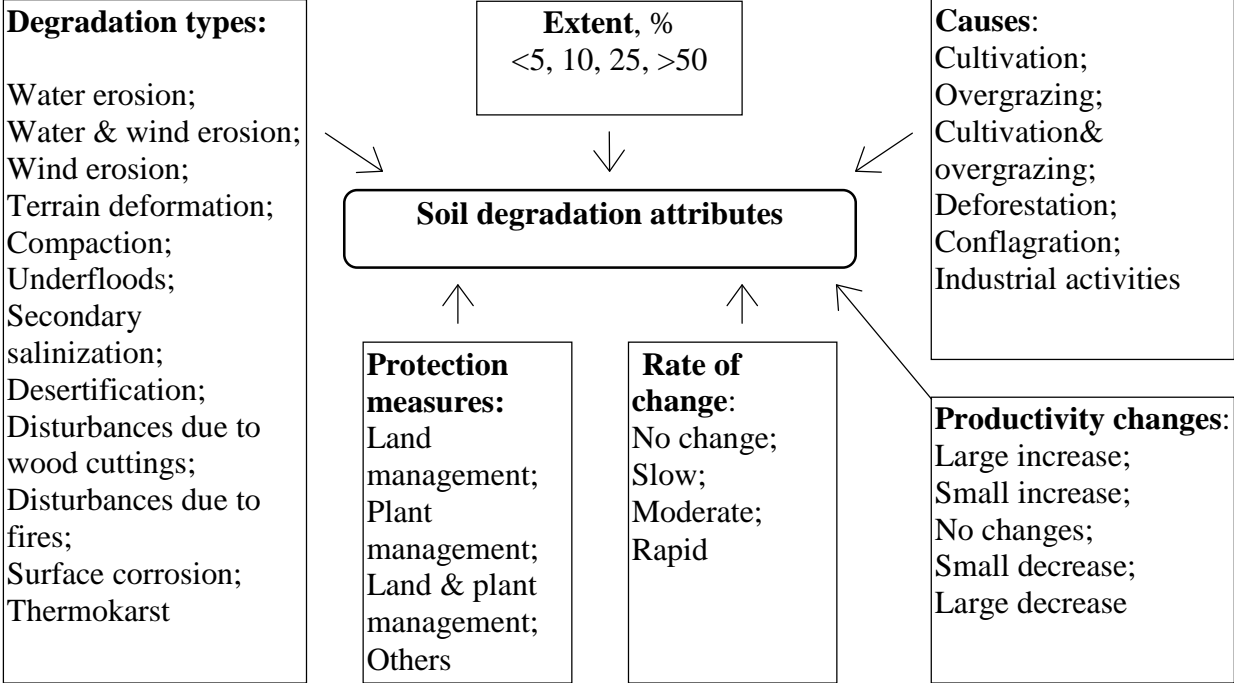 Degradation types:
Water erosion;
Water & wind erosion;
Wind erosion;
Terrain deformation;
Compaction;
Underfloods;
Secondary
salinization;
Desertification;
Disturbances due to
wood cuttings;
Disturbances due to
fires;
Surface corrosion;
Thermokarst
Extent, %
<5, 10, 25, >50
Causes:
Cultivation;
Overgrazing;
Cultivation&
overgrazing;
Deforestation;
Conflagration;
Industrial activities
Soil degradation attributes
Protection
measures:
Land
management;
Plant
management;
Land & plant
management;
Others
Rate of
change:
No change;
Slow;
Moderate;
Rapid
Productivity changes:
Large increase;
Small increase;
No changes;
Small decrease;
Large decrease